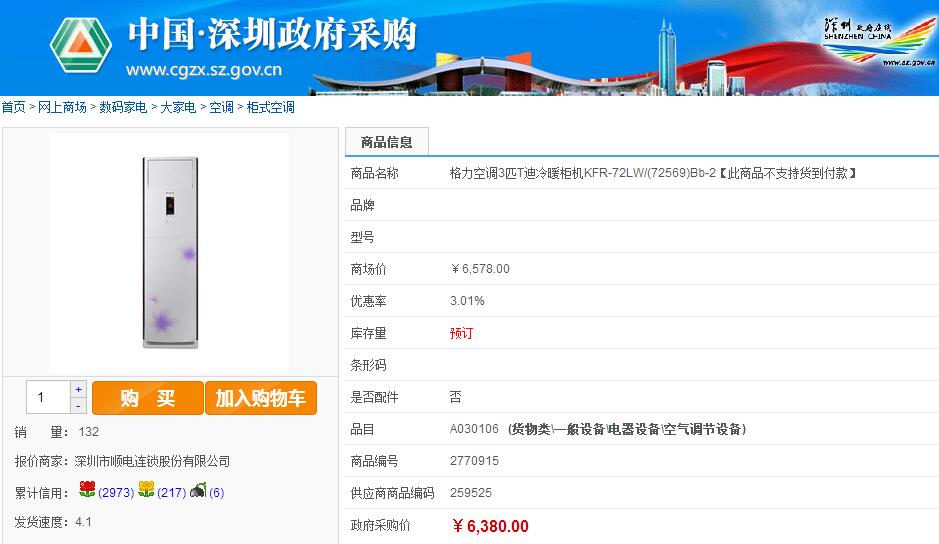 中国·深圳政府采购
www.cgzx.sz.gov.cn
深圳政府在线
SHENZHEN CHINA
www.sz.gov.cn
首页 > 网上商场 > 数码家电 > 大家电 > 空调 > 柜式空调
商品信息
商品名称 格力空调3匹T迪冷暖柜机KFR-72LW/(72569)Bb-2【此商品不支持货到付款】
品牌
型号
商场价 ￥6,578.00
优惠率 3.01%
库存量 预订
条形码
是否配件 否
品目 A030106 (货物类\一般设备\电器设备\空气调节设备)
商品编号 2770915
供应商商品编码 259525
政府采购价 ￥6,380.00
1 + - 购 买 加入购物车
销 量： 132
报价商家：深圳市顺电连锁股份有限公司
累计信用： (2973) (217) (6)
发货速度：4.1